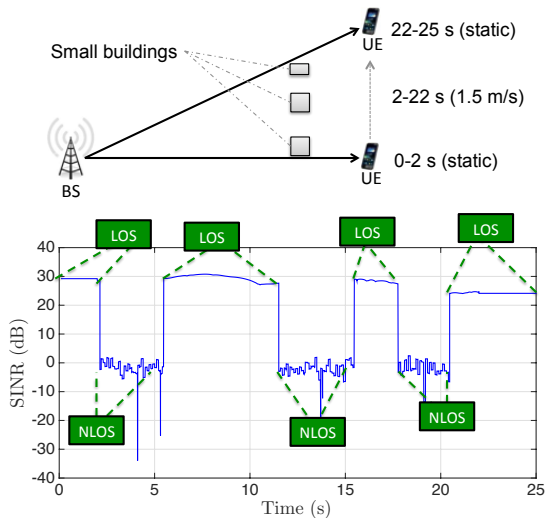 22-25 s (static)
UE
Small buildings
2-22 s (1.5 m/s)
0-2 s (static)
BS
UE
LOS
LOS
LOS
LOS
40
30
20
10
0
-10
-20
-30
-40
SINR (dB)
NLOS
NLOS
NLOS
0
5
10
15
20
25
Time (s)